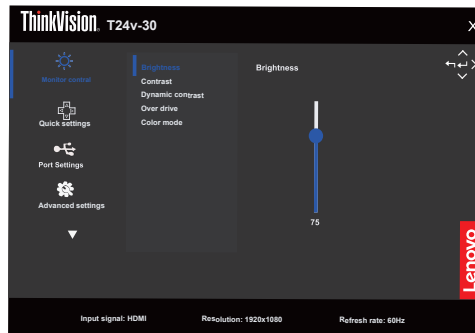 ThinkVision. T24v-30
X
Monitor control
Quick settings
Port Settings
Advanced settings
Brightness
Contrast
Dynamic contrast
Over drive
Color mode
Brightness
75
Lenovo
Input signal: HDMI Resolution: 1920x1080 Refresh rate: 60Hz